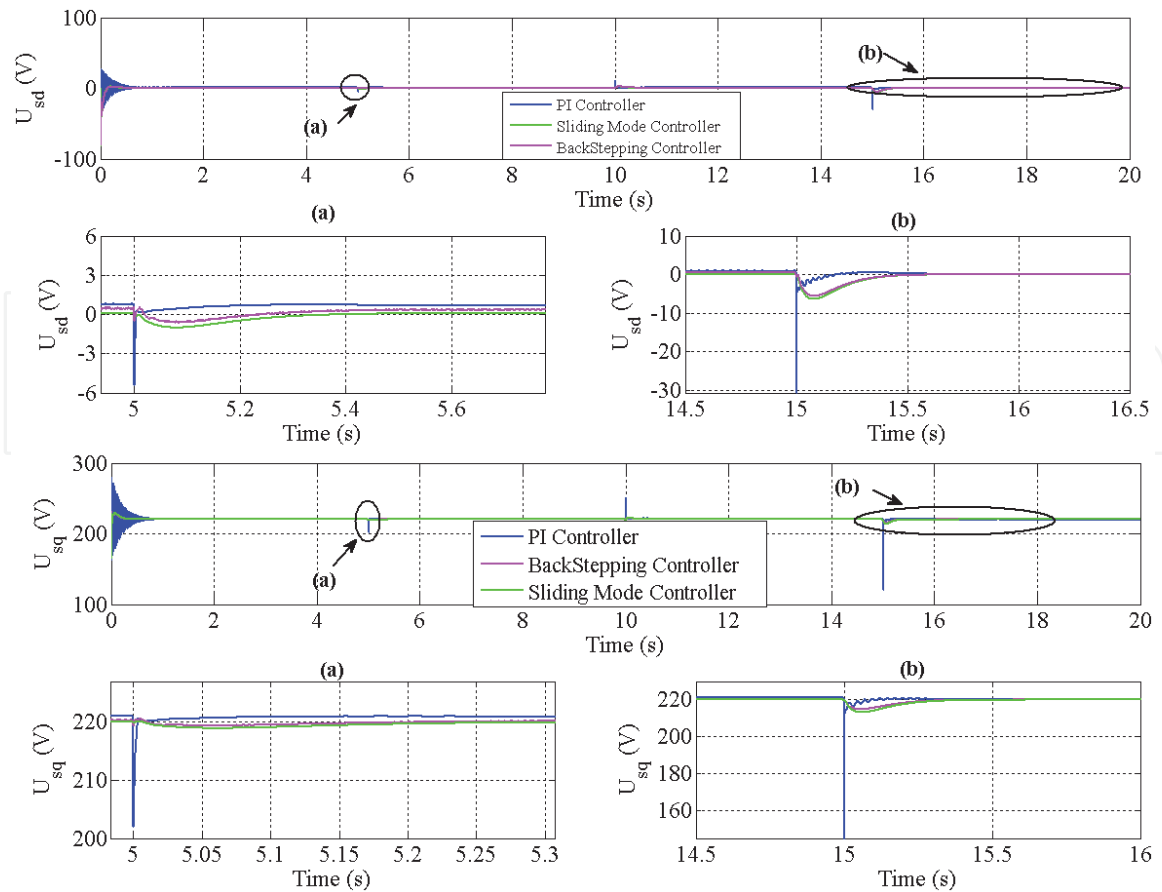 100
0
-100
U_sd (V)
(a)
(b)
PI Controller
Sliding Mode Controller
BackStepping Controller
0 2 4 6 8 10 12 14 16 18 20
Time (s)
(a)
6
3
0
-3
-6
U_sd (V)
5 5.2 5.4 5.6
Time (s)
(b)
10
0
-10
-20
-30
U_sd (V)
14.5 15 15.5 16 16.5
Time (s)
300
200
100
U_sq (V)
(a)
(b)
PI Controller
BackStepping Controller
Sliding Mode Controller
0 2 4 6 8 10 12 14 16 18 20
Time (s)
(a)
220
210
200
U_sq (V)
5 5.05 5.1 5.15 5.2 5.25 5.3
Time (s)
(b)
220
200
280
180
160
U_sq (V)
14.5 15 15.5 16
Time (s)